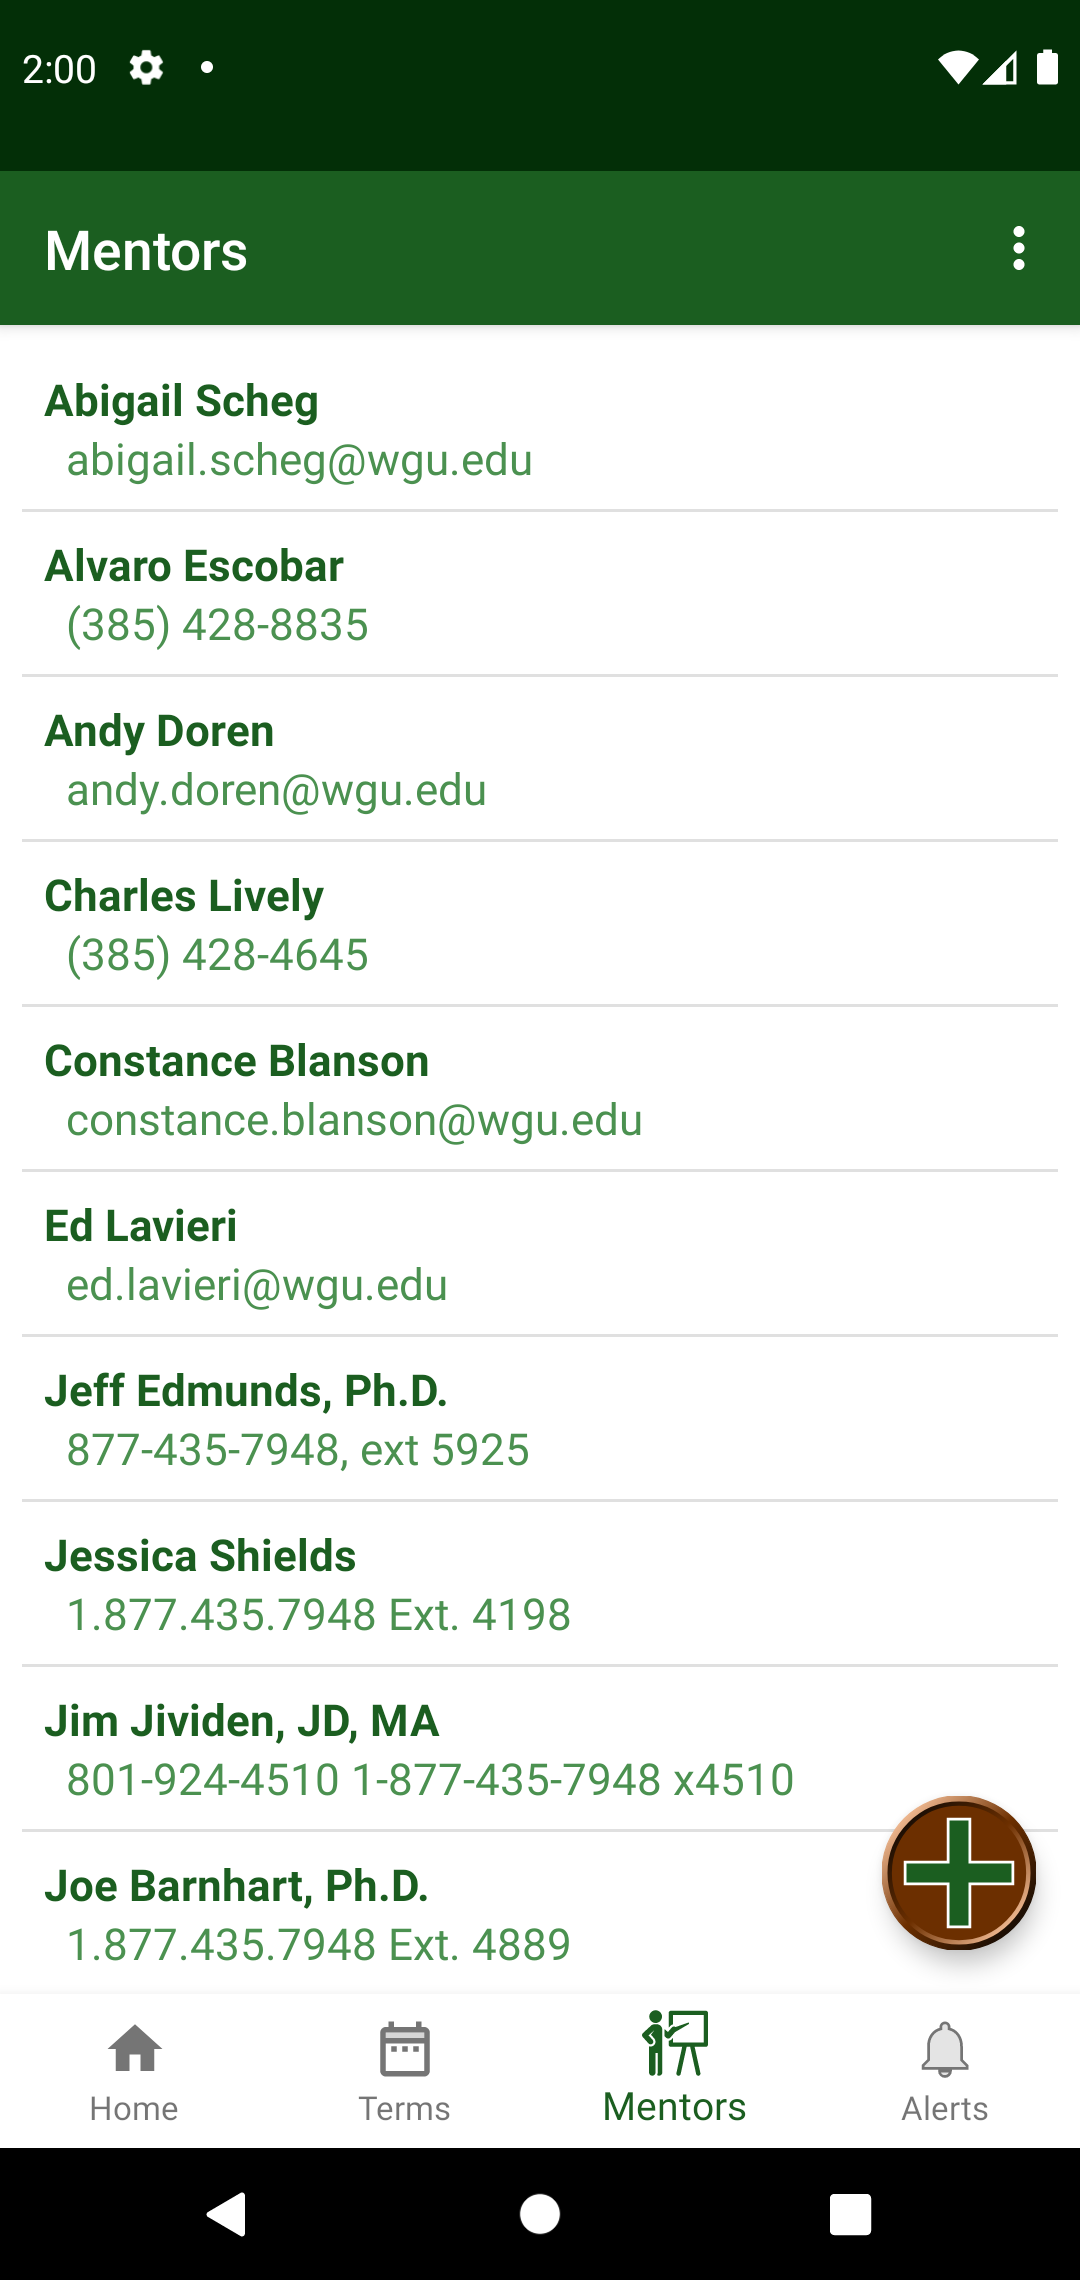 2:00
Mentors
Abigail Scheg
abigail.scheg@wgu.edu
Alvaro Escobar
(385) 428-8835
Andy Doren
andy.doren@wgu.edu
Charles Lively
(385) 428-4645
Constance Blanson
constance.blanson@wgu.edu
Ed Lavieri
ed.lavieri@wgu.edu
Jeff Edmunds, Ph.D.
877-435-7948, ext 5925
Jessica Shields
1.877.435.7948 Ext. 4198
Jim Jividen, JD, MA
801-924-4510 1-877-435-7948 x4510
Joe Barnhart, Ph.D.
1.877.435.7948 Ext. 4889
Home Terms Mentors Alerts